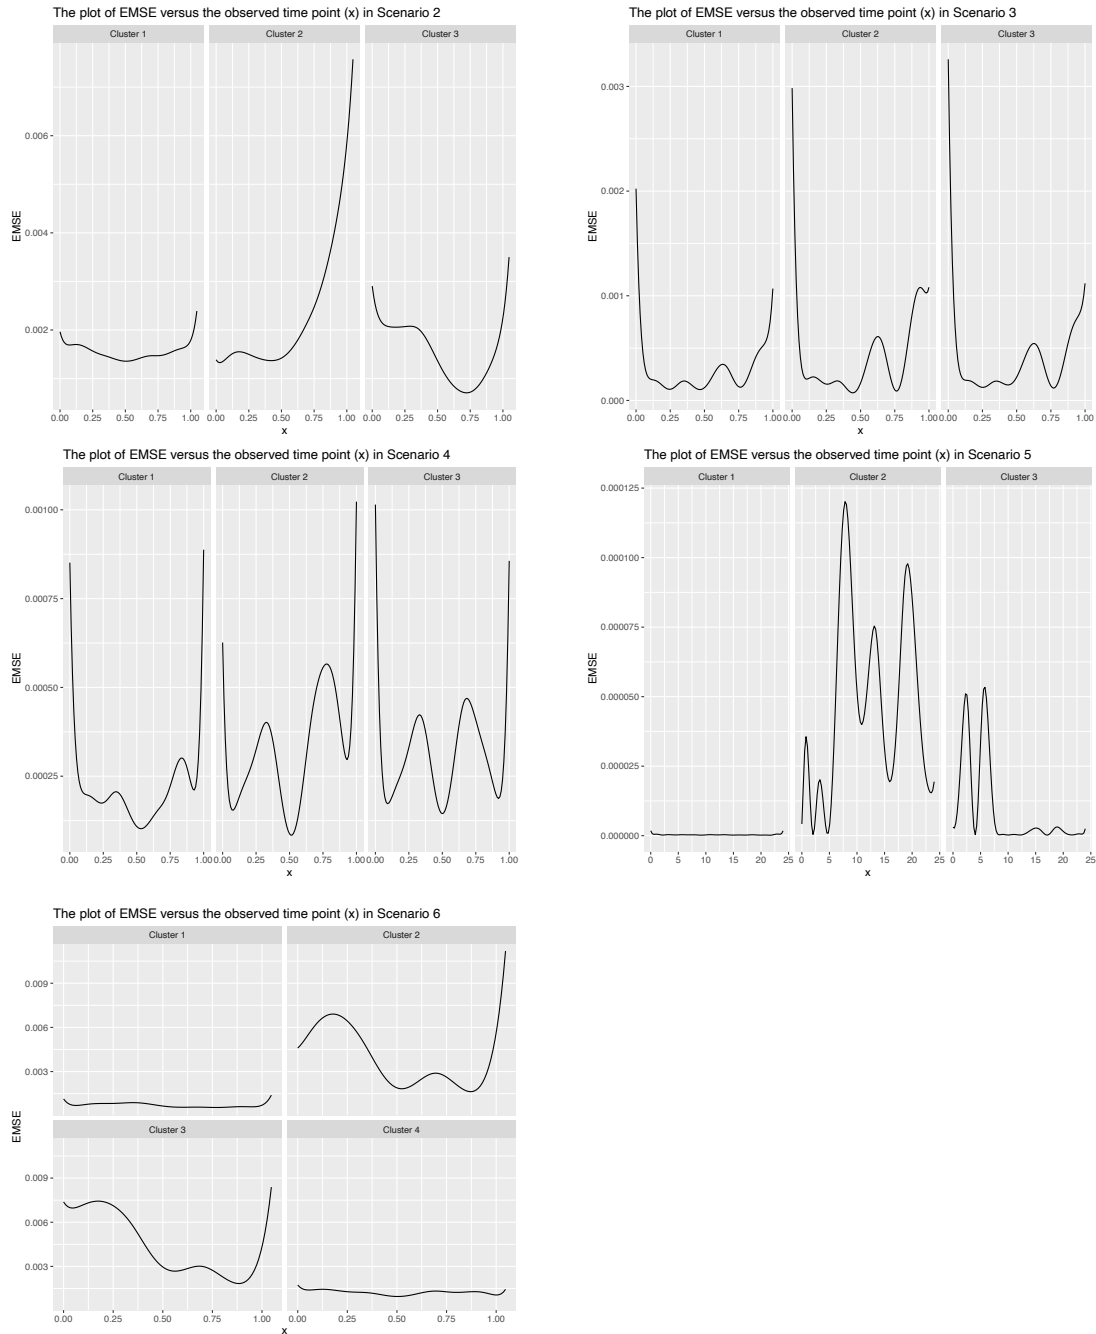 The plot of EMSE versus the observed time point (x) in Scenario 2
Cluster 1 Cluster 2 Cluster 3
0.006
0.004
0.002
EMSE
0.00 0.25 0.50 0.75 1.00 0.00 0.25 0.50 0.75 1.00 0.00 0.25 0.50 0.75 1.00
x
The plot of EMSE versus the observed time point (x) in Scenario 3
Cluster 1 Cluster 2 Cluster 3
0.003
0.002
0.001
0.000
EMSE
0.00 0.25 0.50 0.75 1.00 0.00 0.25 0.50 0.75 1.00 0.00 0.25 0.50 0.75 1.00
x
The plot of EMSE versus the observed time point (x) in Scenario 4
Cluster 1 Cluster 2 Cluster 3
0.00100
0.00075
0.00050
0.00025
EMSE
0.00 0.25 0.50 0.75 1.00 0.00 0.25 0.50 0.75 1.00 0.00 0.25 0.50 0.75 1.00
x
The plot of EMSE versus the observed time point (x) in Scenario 5
Cluster 1 Cluster 2 Cluster 3
0.000125
0.000100
0.000075
0.000050
0.000025
0.000000
EMSE
0 5 10 15 20 25 0 5 10 15 20 25 0 5 10 15 20 25
x
The plot of EMSE versus the observed time point (x) in Scenario 6
Cluster 1 Cluster 2
0.009
0.006
0.003
EMSE
Cluster 3 Cluster 4
0.009
0.006
0.003
0.00 0.25 0.50 0.75 1.00 0.00 0.25 0.50 0.75 1.00
x